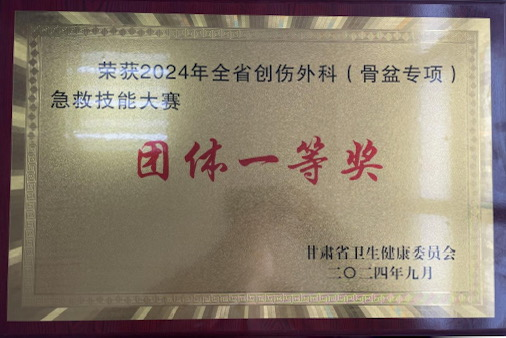 荣获2024年全省创伤外科（骨盆专项）
急救技能大赛
团体一等奖
甘肃省卫生健康委员会
二〇二四年九月